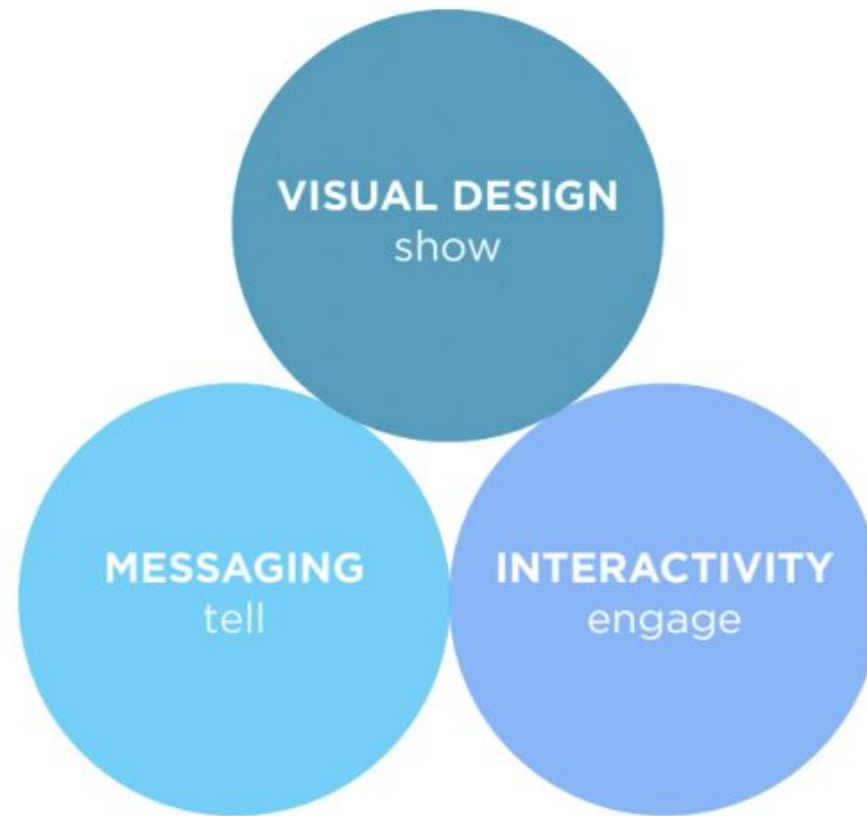 VISUAL DESIGN
show
MESSAGING
tell
INTERACTIVITY
engage